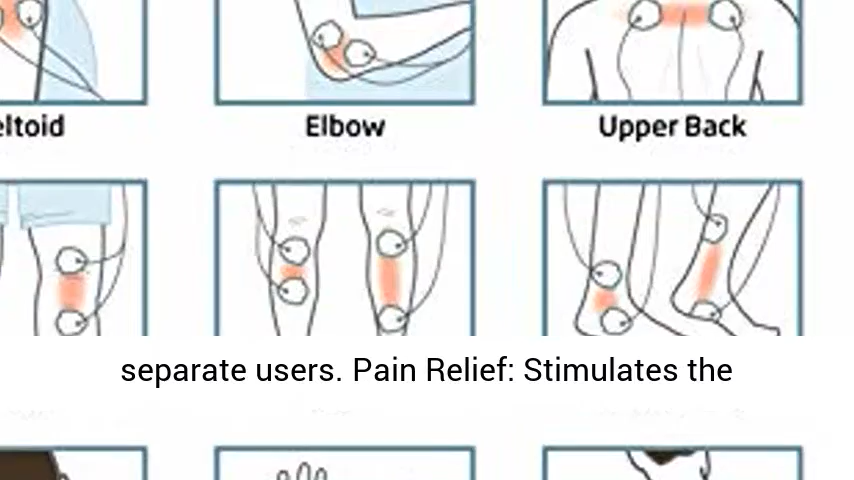 eltoid Elbow Upper Back
separate users. Pain Relief: Stimulates the